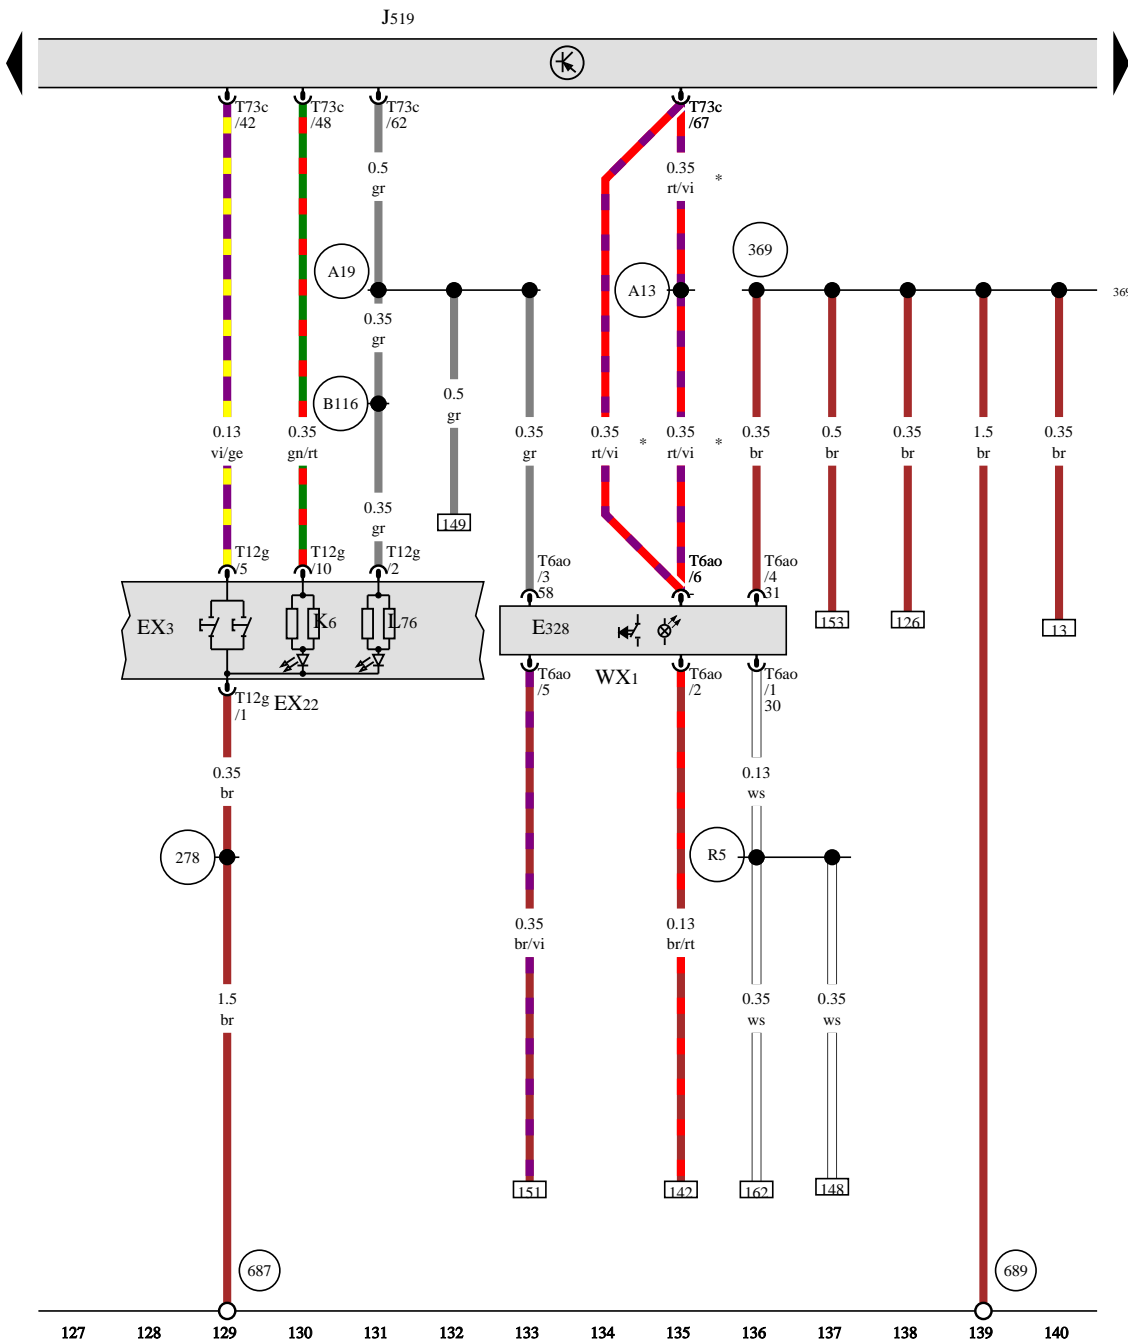 J519
T73c
/42
T73c
/48
T73c
/62
T73c
/67
0.5
gr
0.35
rt/vi
*
A19
A13
369
369
0.35
gr
B116
0.5
gr
0.13
vi/ge
0.35
gn/rt
0.35
gr
0.35
rt/vi
*
0.35
rt/vi
*
0.35
br
0.5
br
0.35
br
1.5
br
0.35
br
0.35
gr
149
T12g
/5
T12g
/10
T12g
/2
T6ao
/3
58
T6ao
/6
T6ao
/4
31
153
126
13
EX3
K6
L76
E328
WX1
EX22
T12g
/1
T6ao
/5
T6ao
/2
T6ao
/1
30
0.35
br
0.13
ws
278
R5
0.35
br/vi
0.13
br/rt
1.5
br
0.35
ws
0.35
ws
151
142
162
148
687
689
127 128 129 130 131 132 133 134 135 136 137 138 139 140